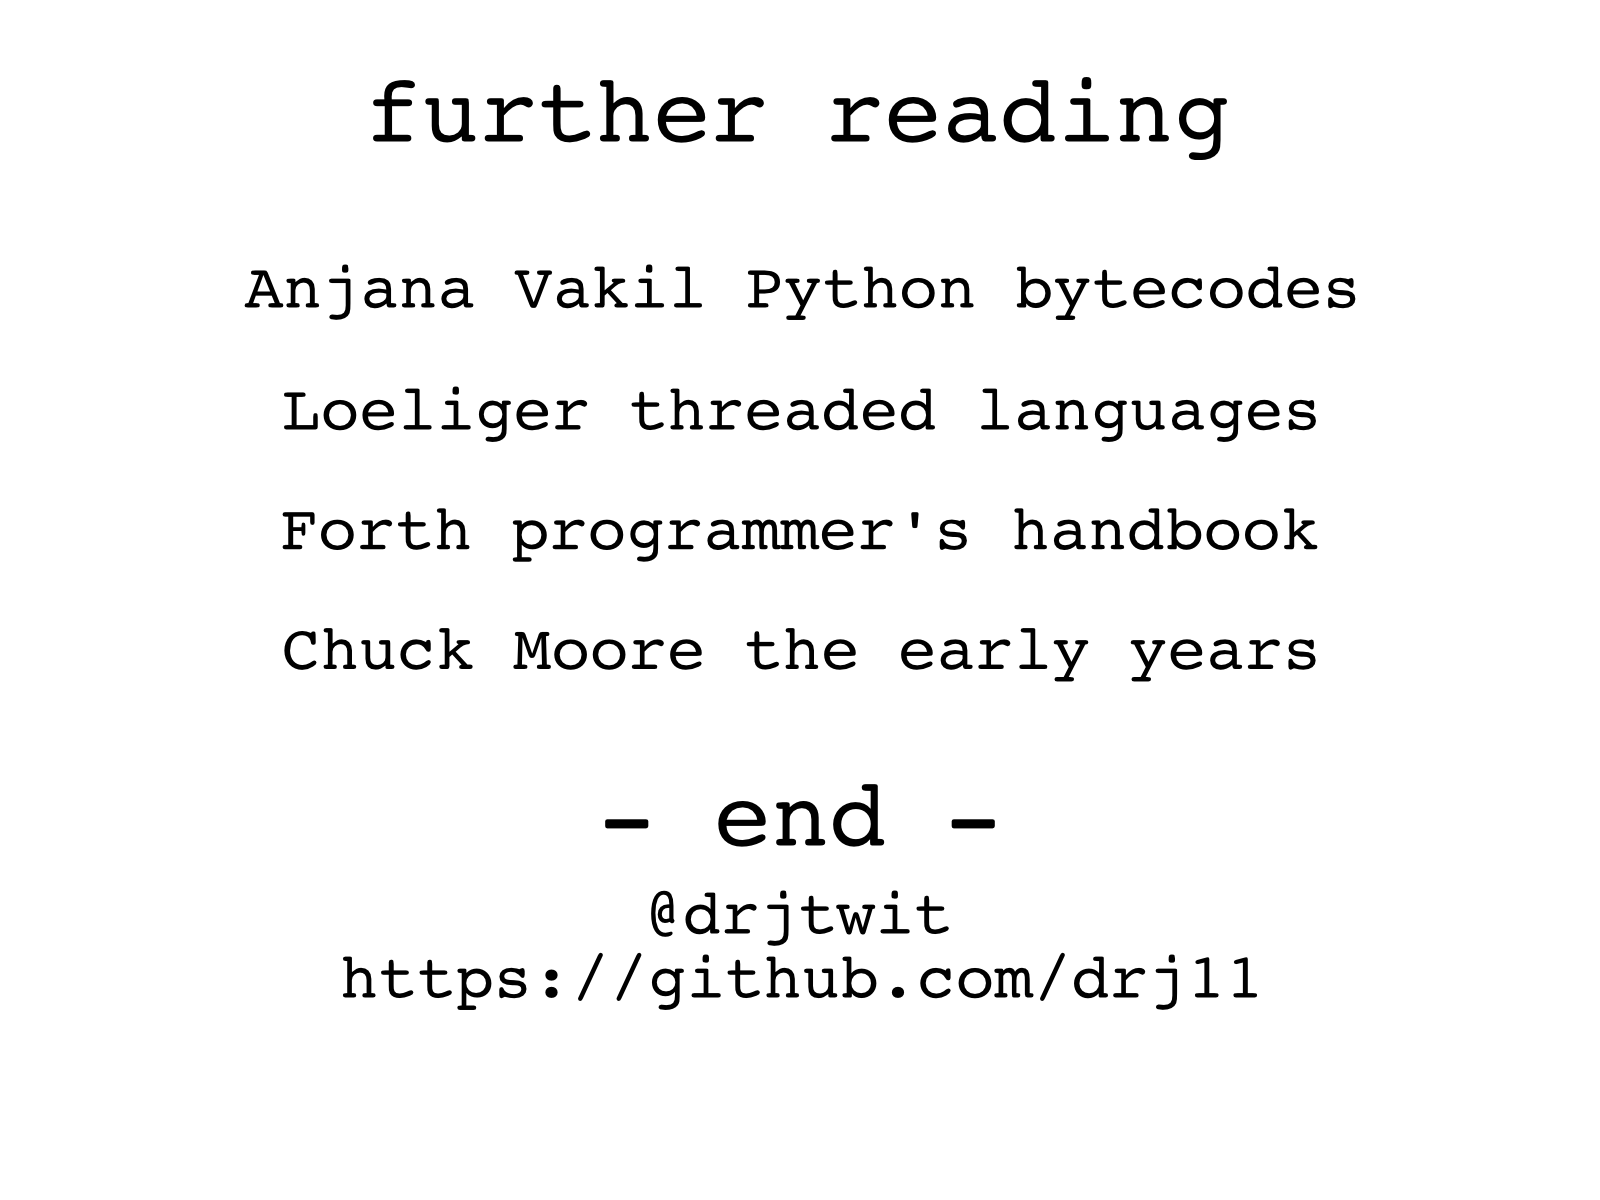 further reading
Anjana Vakil Python bytecodes
Loeliger threaded languages
Forth programmer's handbook
Chuck Moore the early years
- end -
@drjtwit
https://github.com/drj11